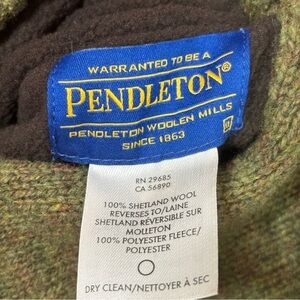 WARRANTED TO BE A
PENDLETON®
PENDLETON WOOLEN MILLS
SINCE 1863
RN 29685
CA 56890
100% SHETLAND WOOL
REVERSES TO/LAINE
SHETLAND RÉVERSIBLE SUR
MOLLETON
100% POLYESTER FLEECE/
POLYESTER
DRY CLEAN/NETTOYER À SEC